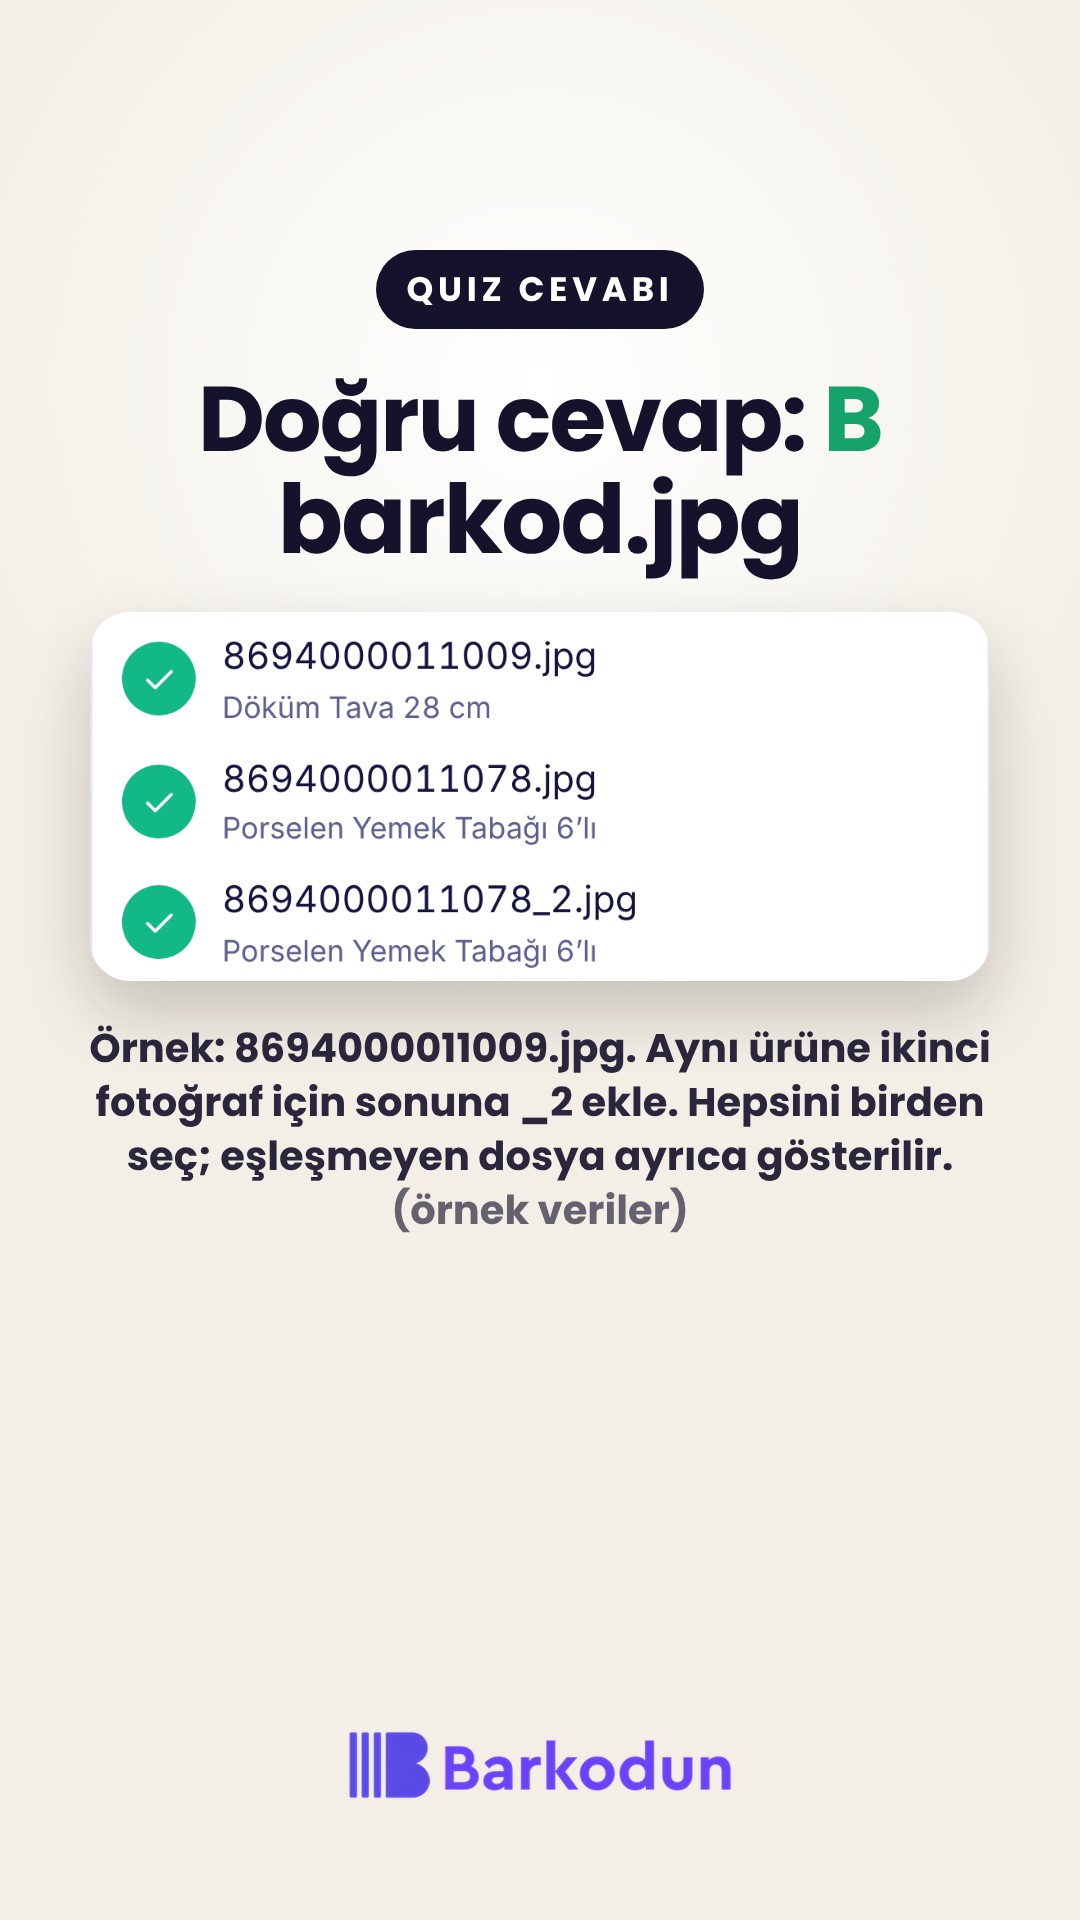 QUIZ CEVABI
Doğru cevap: B
barkod.jpg
8694000011009.jpg
Döküm Tava 28 cm
8694000011078.jpg
Porselen Yemek Tabağı 6’lı
8694000011078_2.jpg
Porselen Yemek Tabağı 6’lı
Örnek: 8694000011009.jpg. Aynı ürüne ikinci
fotoğraf için sonuna _2 ekle. Hepsini birden
seç; eşleşmeyen dosya ayrıca gösterilir.
(örnek veriler)
Barkodun